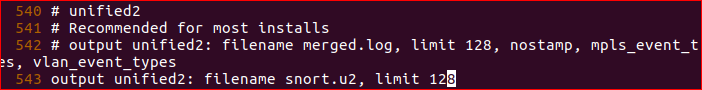 540 # unified2
541 # Recommended for most installs
542 # output unified2: filename merged.log, limit 128, nostamp, mpls_event_t
es, vlan_event_types
543 output unified2: filename snort.u2, limit 128